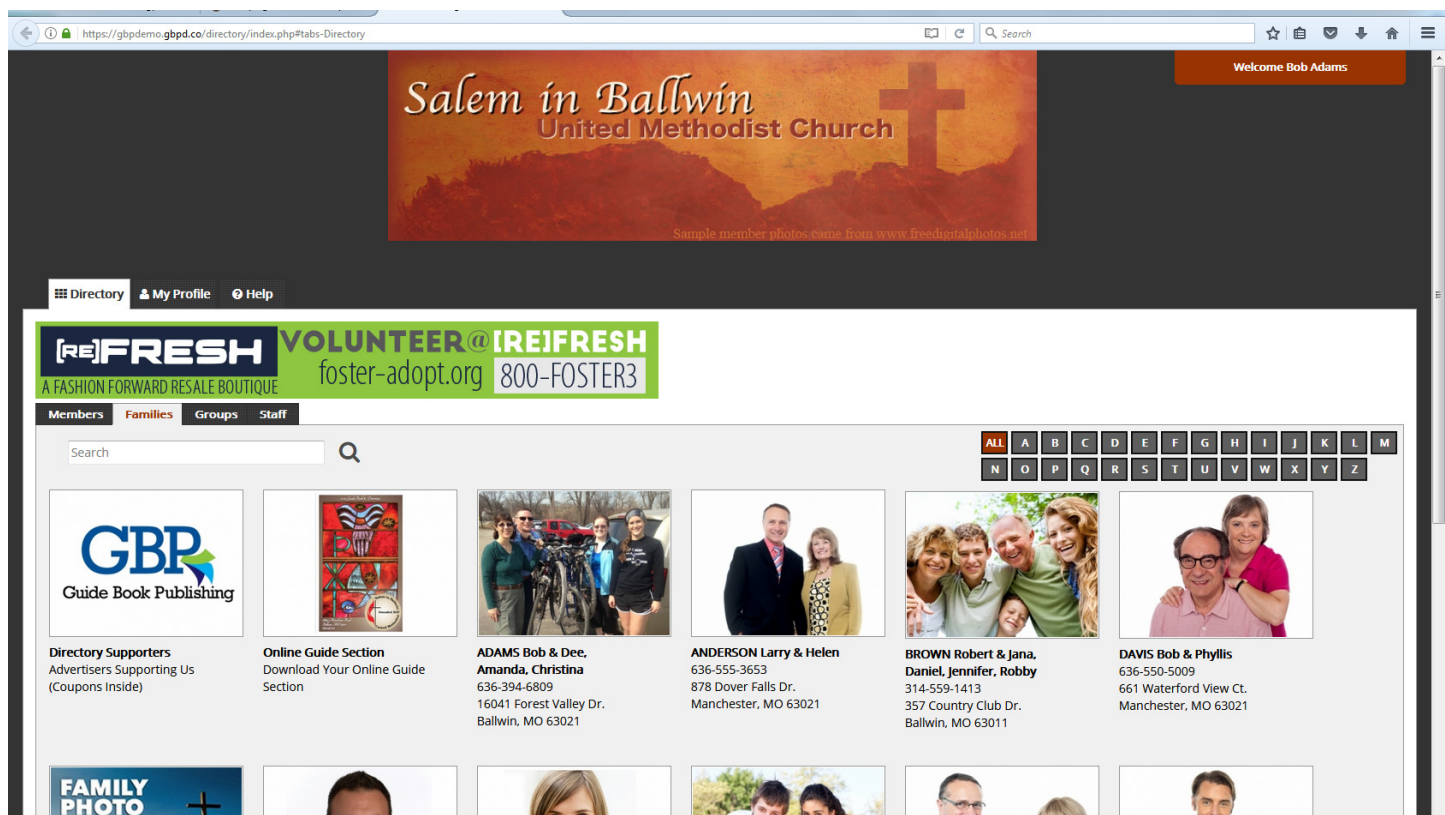 https://gbpdemo.gbpd.co/directory/index.php#tabs-Directory
Search
Welcome Bob Adams
Salem in Ballwin
United Methodist Church
Sample member photos came from www.freedigitalphotos.net
Directory My Profile Help
[RE]FRESH
A FASHION FORWARD RESALE BOUTIQUE
VOLUNTEER@[RE]FRESH
foster-adopt.org 800-FOSTER3
Members Families Groups Staff
Search
ALL A B C D E F G H I J K L M
N O P Q R S T U V W X Y Z
GBP
Guide Book Publishing
Directory Supporters
Advertisers Supporting Us
(Coupons Inside)
Online Guide Section
Download Your Online Guide
Section
ADAMS Bob & Dee,
Amanda, Christina
636-394-6809
16041 Forest Valley Dr.
Ballwin, MO 63021
ANDERSON Larry & Helen
636-555-3653
878 Dover Falls Dr.
Manchester, MO 63021
BROWN Robert & Jana,
Daniel, Jennifer, Robby
314-559-1413
357 Country Club Dr.
Ballwin, MO 63011
DAVIS Bob & Phyllis
636-550-5009
661 Waterford View Ct.
Manchester, MO 63021
FAMILY
PHOTO